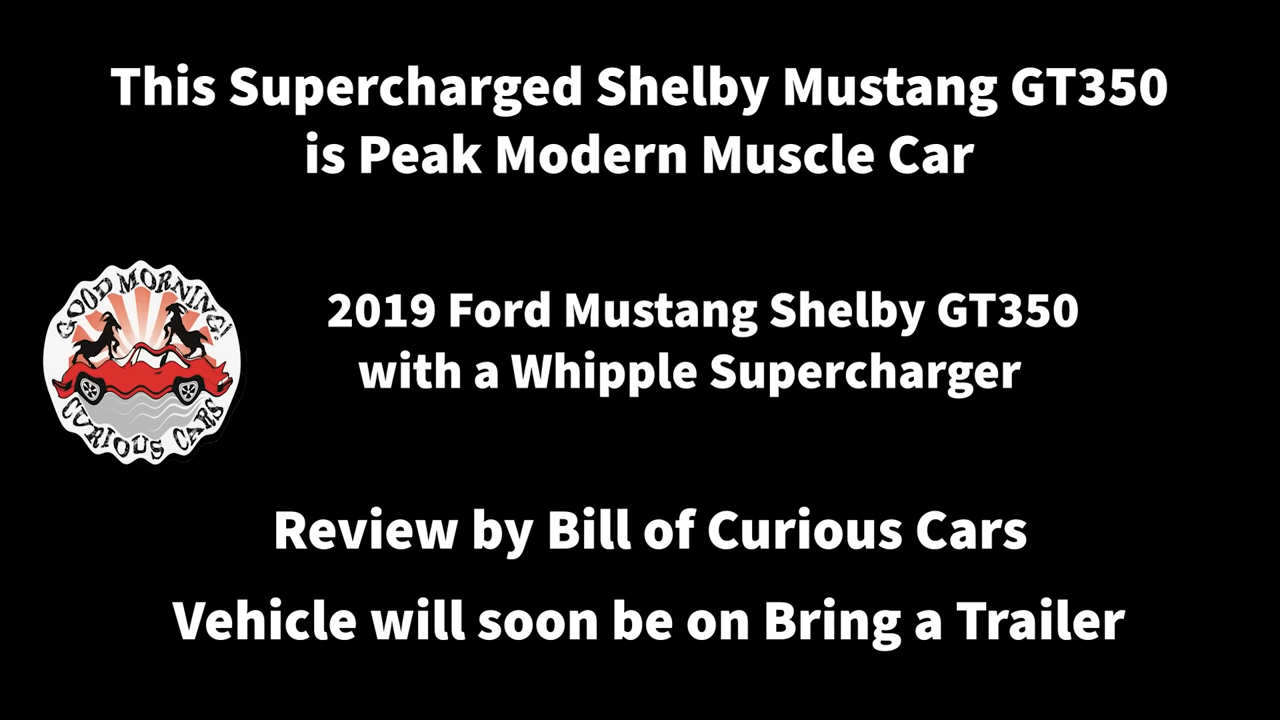 This Supercharged Shelby Mustang GT350
is Peak Modern Muscle Car
GOOD MORNING!
CURIOUS CARS
2019 Ford Mustang Shelby GT350
with a Whipple Supercharger
Review by Bill of Curious Cars
Vehicle will soon be on Bring a Trailer